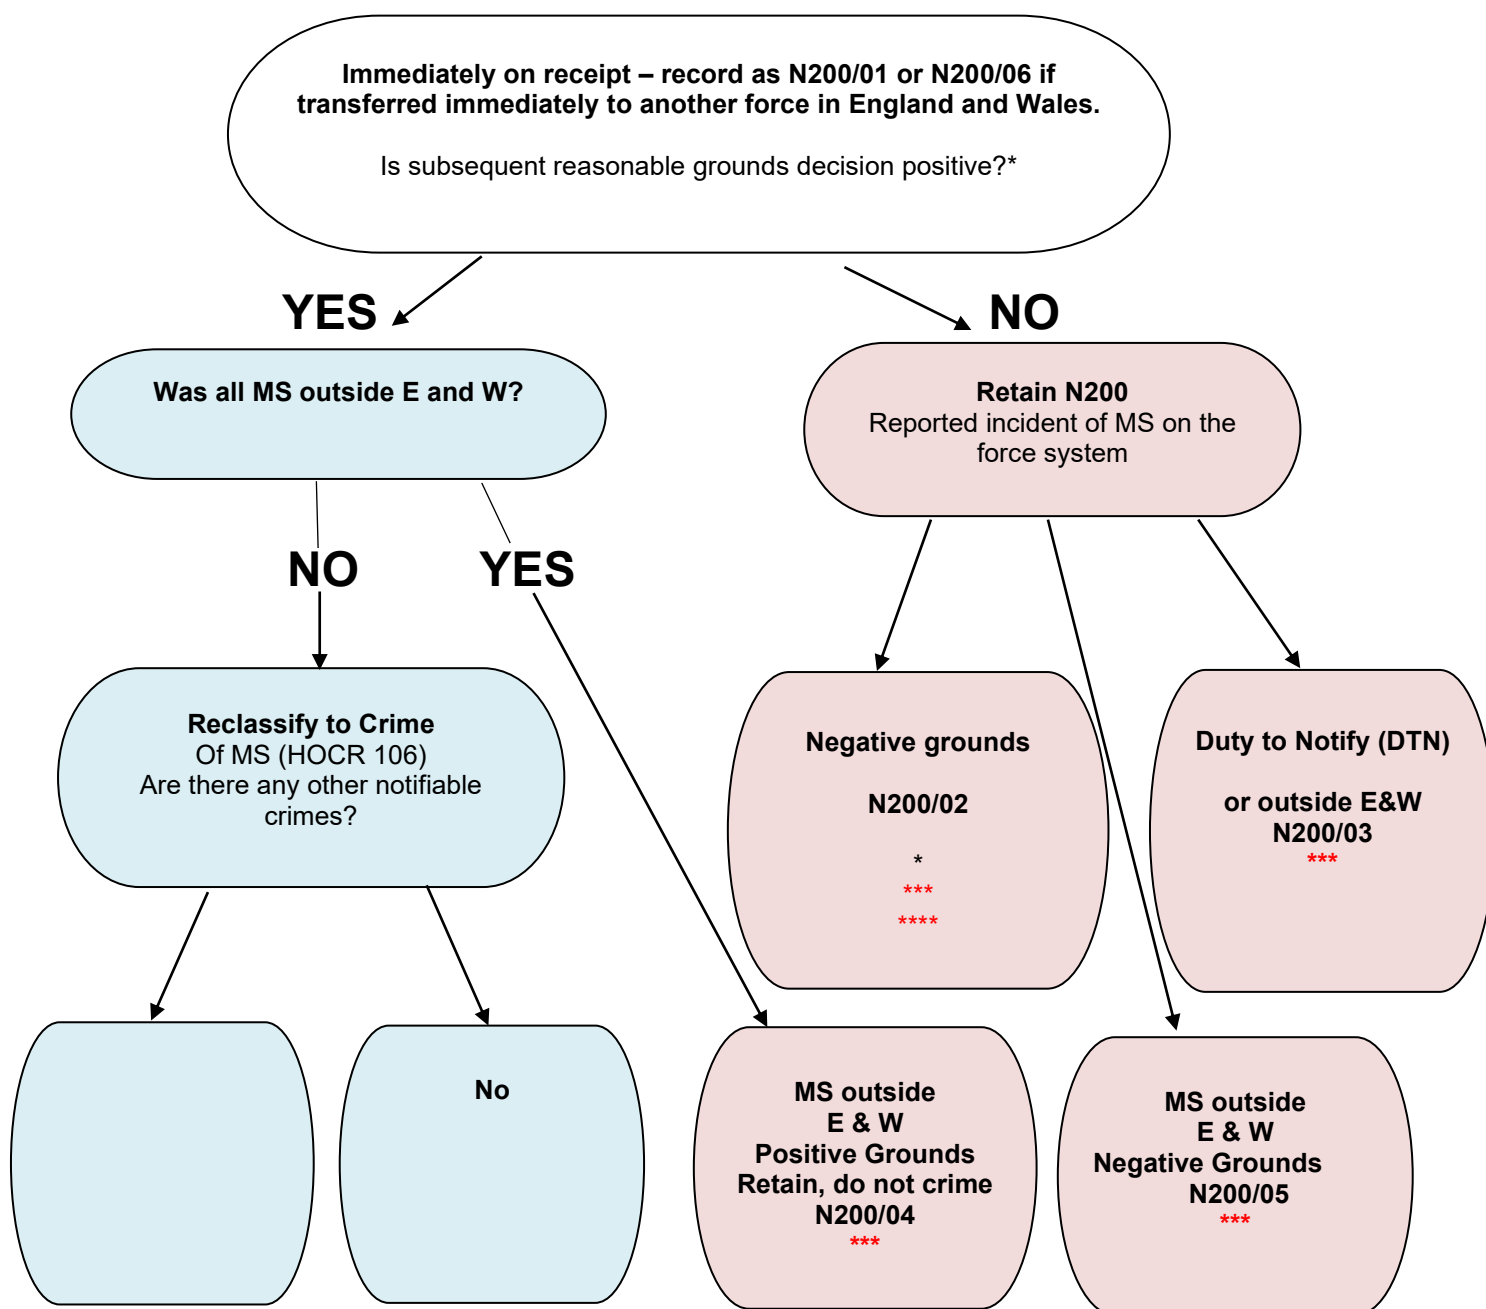 Immediately on receipt – record as N200/01 or N200/06 if
transferred immediately to another force in England and Wales.
Is subsequent reasonable grounds decision positive?*
YES
NO
Was all MS outside E and W?
Retain N200
Reported incident of MS on the
force system
NO
YES
Reclassify to Crime
Of MS (HOCR 106)
Are there any other notifiable
crimes?
Negative grounds
N200/02
*
***
****
Duty to Notify (DTN)
or outside E&W
N200/03
***
No
MS outside
E & W
Positive Grounds
Retain, do not crime
N200/04
***
MS outside
E & W
Negative Grounds
N200/05
***